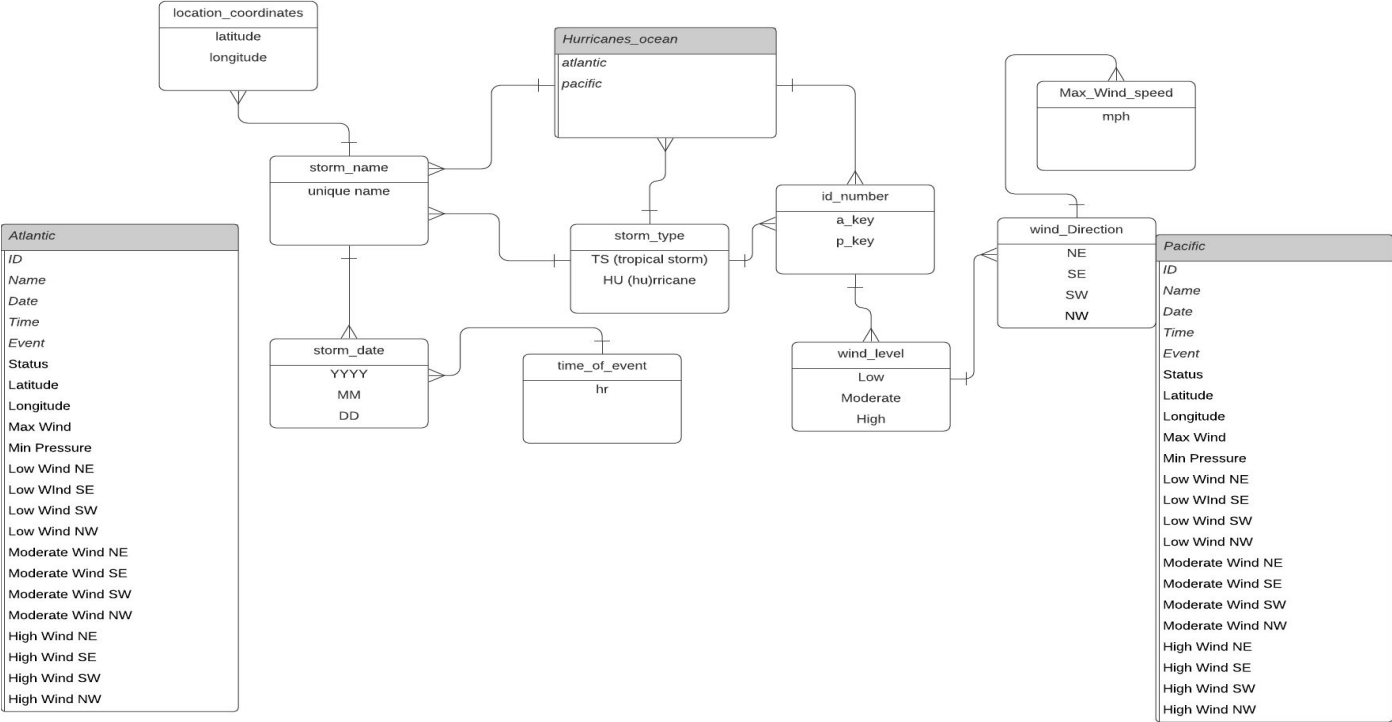 location_coordinates
latitude
longitude
Hurricanes_ocean
atlantic
pacific
Max_Wind_speed
mph
storm_name
unique name
id_number
a_key
p_key
storm_type
TS (tropical storm)
HU (hu)rricane
wind_Direction
NE
SE
SW
NW
storm_date
YYYY
MM
DD
time_of_event
hr
wind_level
Low
Moderate
High
Atlantic
ID
Name
Date
Time
Event
Status
Latitude
Longitude
Max Wind
Min Pressure
Low Wind NE
Low WInd SE
Low Wind SW
Low Wind NW
Moderate Wind NE
Moderate Wind SE
Moderate Wind SW
Moderate Wind NW
High Wind NE
High Wind SE
High Wind SW
High Wind NW
Pacific
ID
Name
Date
Time
Event
Status
Latitude
Longitude
Max Wind
Min Pressure
Low Wind NE
Low WInd SE
Low Wind SW
Low Wind NW
Moderate Wind NE
Moderate Wind SE
Moderate Wind SW
Moderate Wind NW
High Wind NE
High Wind SE
High Wind SW
High Wind NW